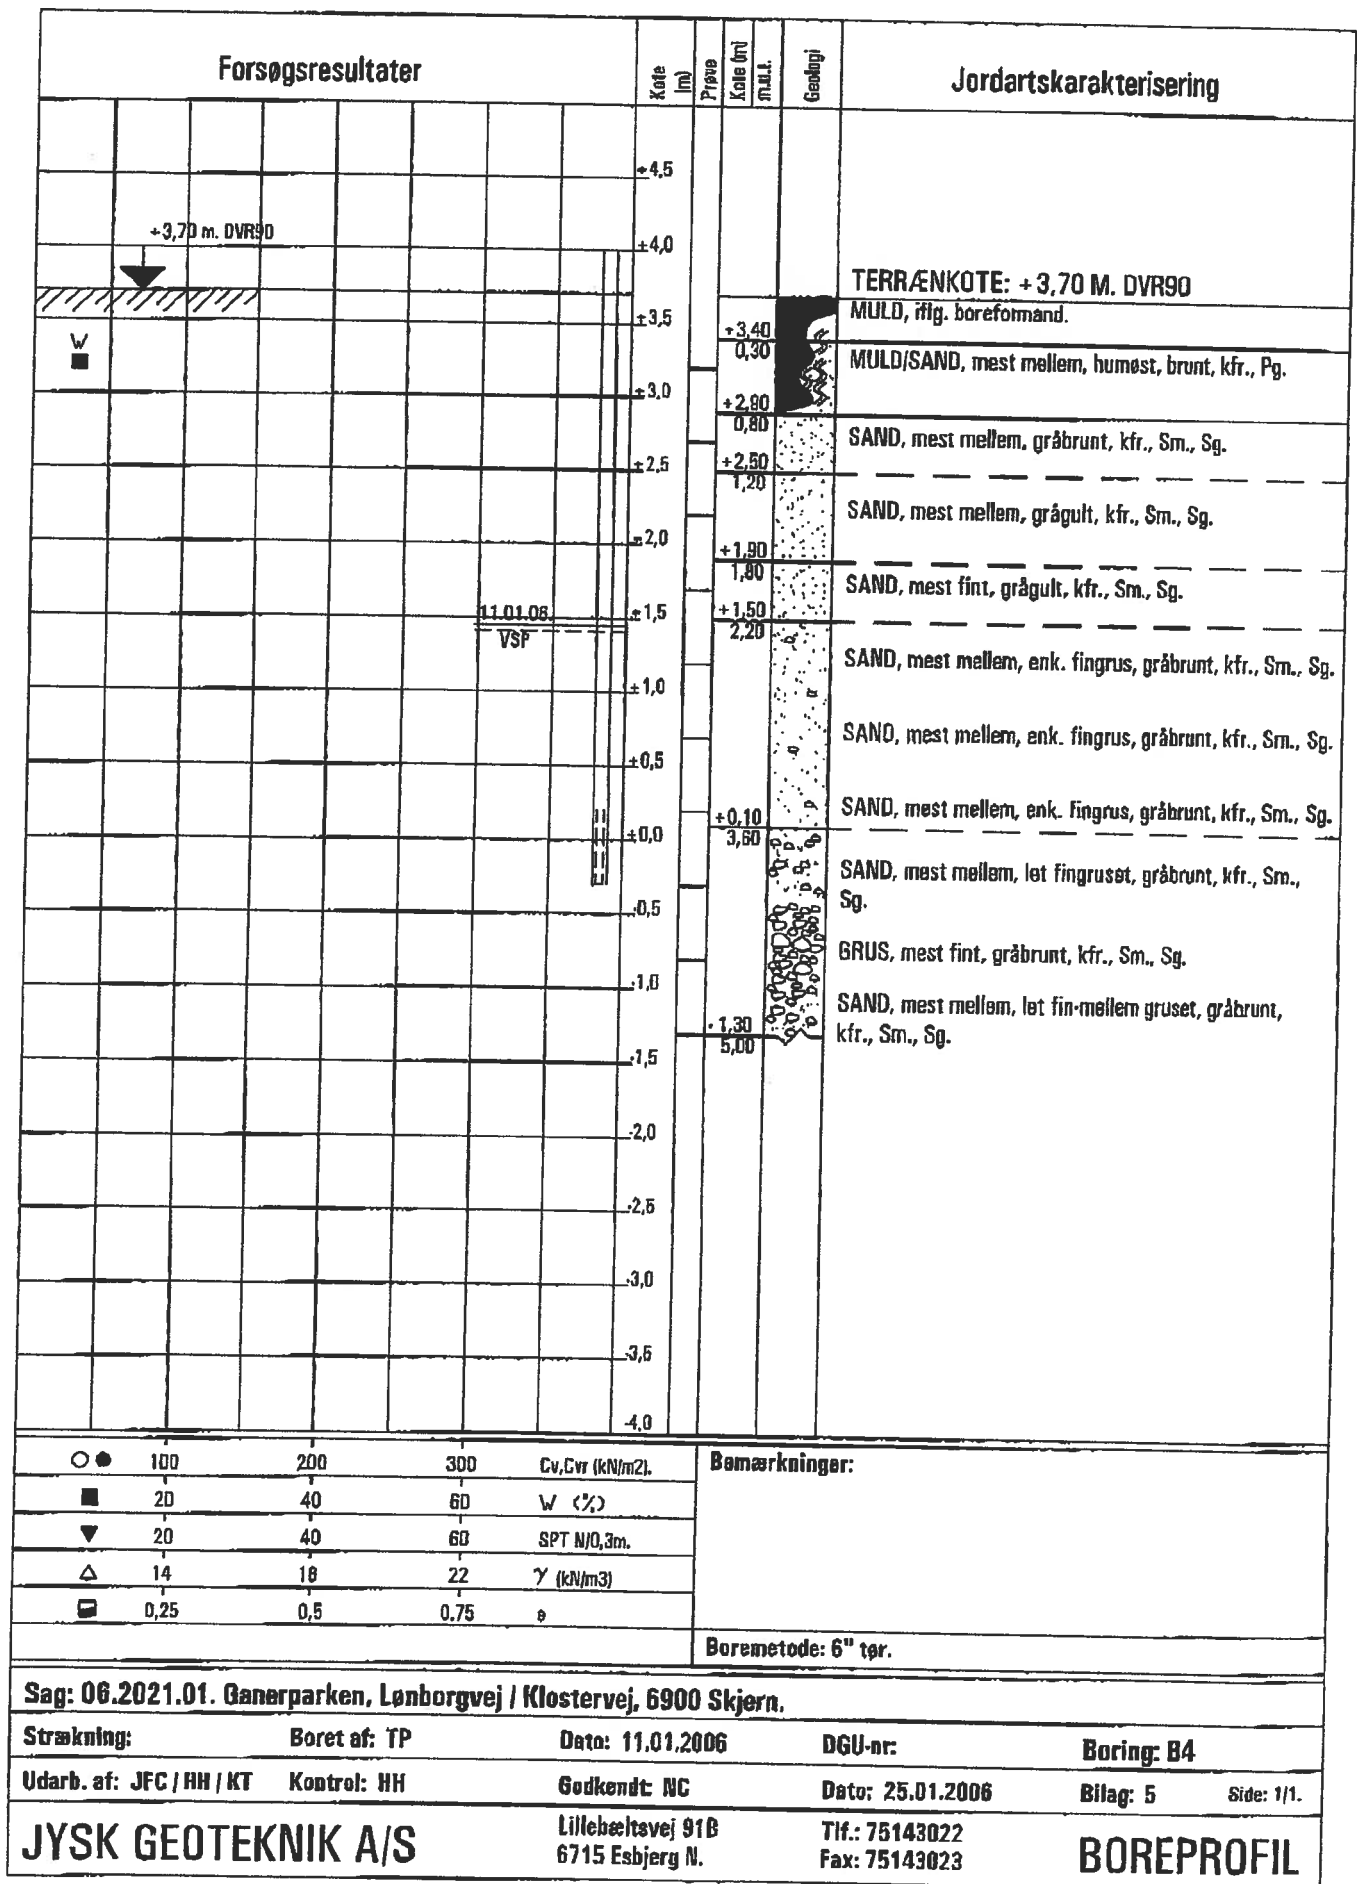 Forsøgsresultater
Kote (m)
Prøve
Kote (m) m.u.t.
Geologi
Jordartskarakterisering
+4,5
+3,70 m. DVR90
+4,0
TERRÆNKOTE: +3,70 M. DVR90
MULD, iflg. boreformand.
+3,5
+3,40
0,30
W
MULD/SAND, mest mellem, humøst, brunt, kfr., Pg.
+3,0
+2,90
0,80
SAND, mest mellem, gråbrunt, kfr., Sm., Sg.
+2,5
+2,50
1,20
SAND, mest mellem, grågult, kfr., Sm., Sg.
+2,0
+1,90
1,80
SAND, mest fint, grågult, kfr., Sm., Sg.
+1,5
+1,50
2,20
11.01.06.
VSP
SAND, mest mellem, enk. fingrus, gråbrunt, kfr., Sm., Sg.
+1,0
SAND, mest mellem, enk. fingrus, gråbrunt, kfr., Sm., Sg.
+0,5
SAND, mest mellem, enk. fingrus, gråbrunt, kfr., Sm., Sg.
+0,10
3,60
+0,0
SAND, mest mellem, let fingruset, gråbrunt, kfr., Sm.,
Sg.
-0,5
GRUS, mest fint, gråbrunt, kfr., Sm., Sg.
-1,0
SAND, mest mellem, let fin-mellem gruset, gråbrunt,
kfr., Sm., Sg.
-1,30
5,00
-1,5
-2,0
-2,5
-3,0
-3,5
-4,0
100 200 300 Cv,Cvr (kN/m2).
20 40 60 W (%)
20 40 60 SPT N/0,3m.
14 18 22 γ (kN/m3)
0,25 0,5 0.75 e
Bemærkninger:
Boremetode: 6" tør.
Sag: 06.2021.01. Ganerparken, Lønborgvej / Klostervej, 6900 Skjern.
Strækning: Boret af: TP Dato: 11.01.2006 DGU-nr: Boring: B4
Udarb. af: JFC / HH / KT Kontrol: HH Godkendt: NC Dato: 25.01.2006 Bilag: 5 Side: 1/1.
JYSK GEOTEKNIK A/S
Lillebæltsvej 91B
6715 Esbjerg N.
Tlf.: 75143022
Fax: 75143023
BOREPROFIL